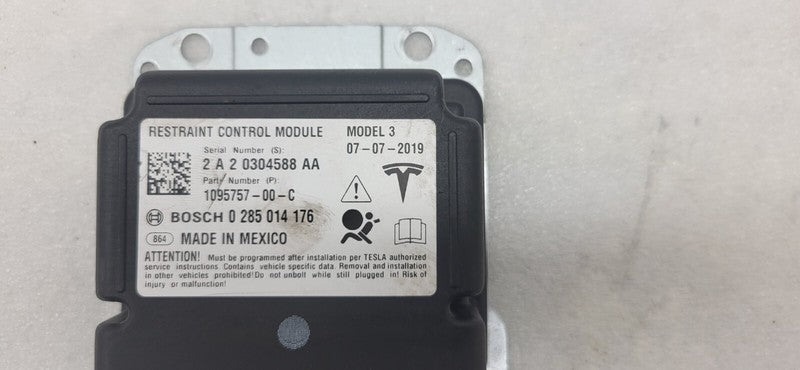 RESTRAINT CONTROL MODULE MODEL 3
Serial Number (S): 07-07-2019
2 A 2 0304588 AA
Part Number (P):
1095757-00-C
BOSCH 0 285 014 176
864 MADE IN MEXICO
ATTENTION! Must be programmed after installation per TESLA authorized
service instructions. Contains vehicle specific data. Removal and installation
in other vehicles prohibited! Do not unbolt while still plugged in! Risk of
injury or malfunction!